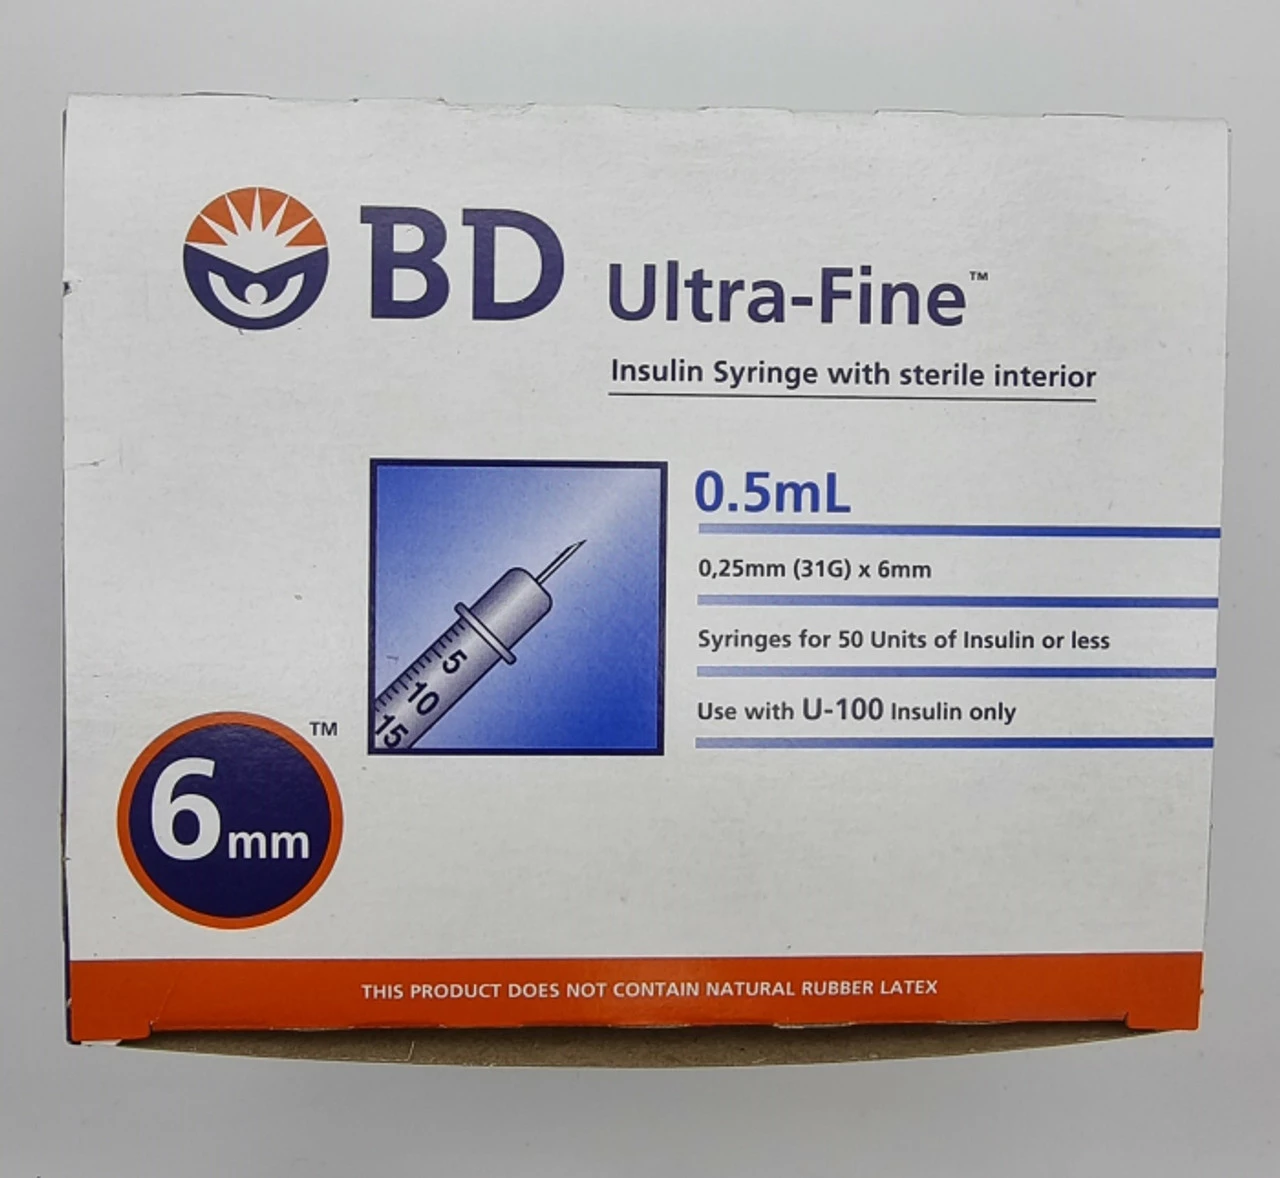 BD Ultra-Fine™
Insulin Syringe with sterile interior
0.5mL
0,25mm (31G) x 6mm
Syringes for 50 Units of Insulin or less
Use with U-100 Insulin only
5
10
15
6mm™
THIS PRODUCT DOES NOT CONTAIN NATURAL RUBBER LATEX